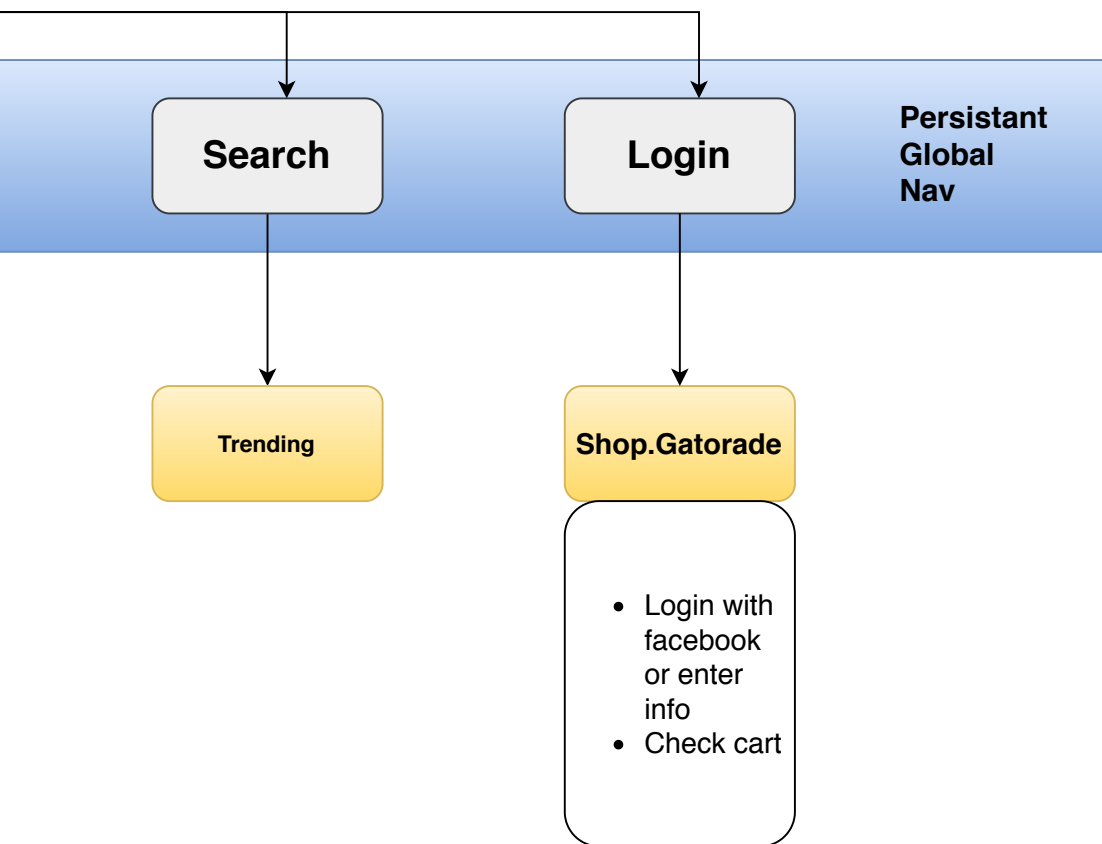 Search
Login
Persistant
Global
Nav
Trending
Shop.Gatorade
• Login with
facebook
or enter
info
• Check cart